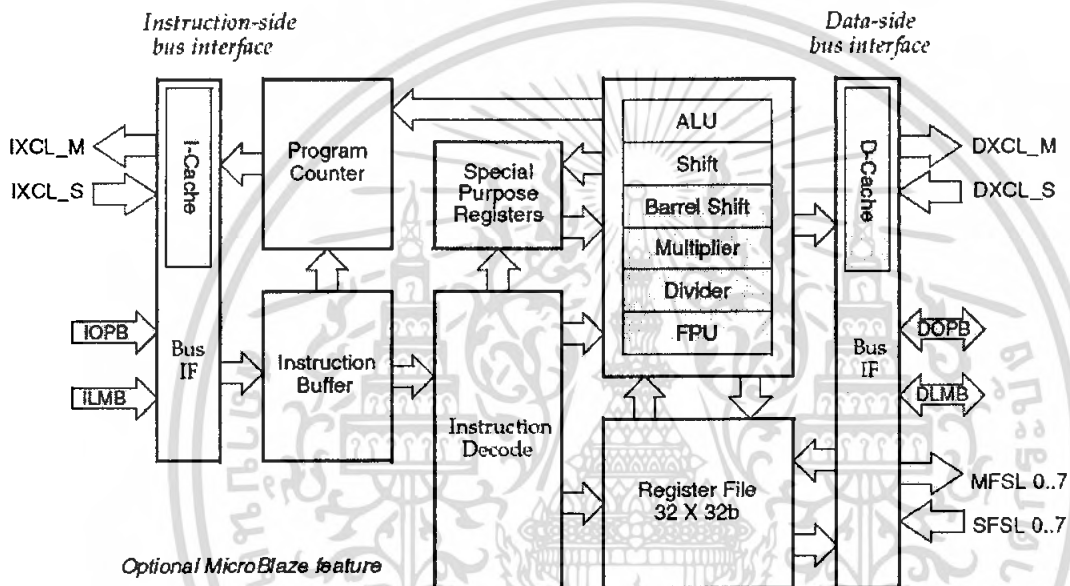 Instruction-side
bus interface
Data-side
bus interface
IXCL_M
IXCL_S
I-Cache
Program
Counter
Special
Purpose
Registers
ALU
Shift
Barrel Shift
Multiplier
Divider
FPU
D-Cache
DXCL_M
DXCL_S
IOPB
ILMB
Bus
IF
Instruction
Buffer
Instruction
Decode
Register File
32 X 32b
Bus
IF
DOPB
DLMB
MFSL 0..7
SFSL 0..7
Optional MicroBlaze feature